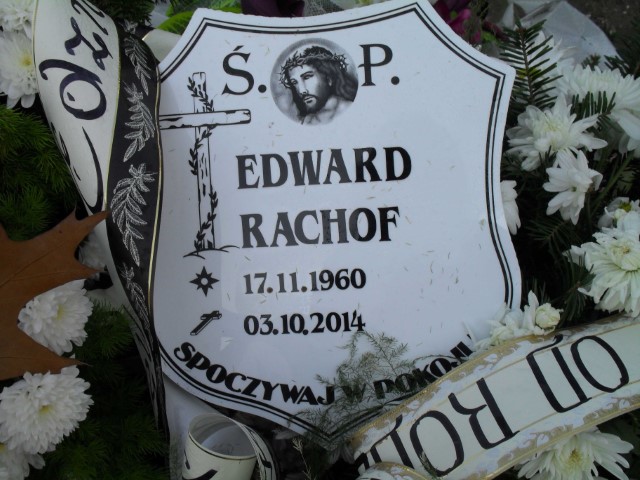 Ś. P.
EDWARD
RACHOF
17.11.1960
03.10.2014
SPOCZYWAJ W POKOJU
OD